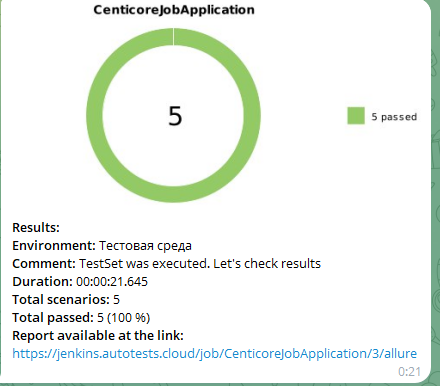 CenticoreJobApplication
5
5 passed
Results:
Environment: Тестовая среда
Comment: TestSet was executed. Let's check results
Duration: 00:00:21.645
Total scenarios: 5
Total passed: 5 (100 %)
Report available at the link:
https://jenkins.autotests.cloud/job/CenticoreJobApplication/3/allure
0:21